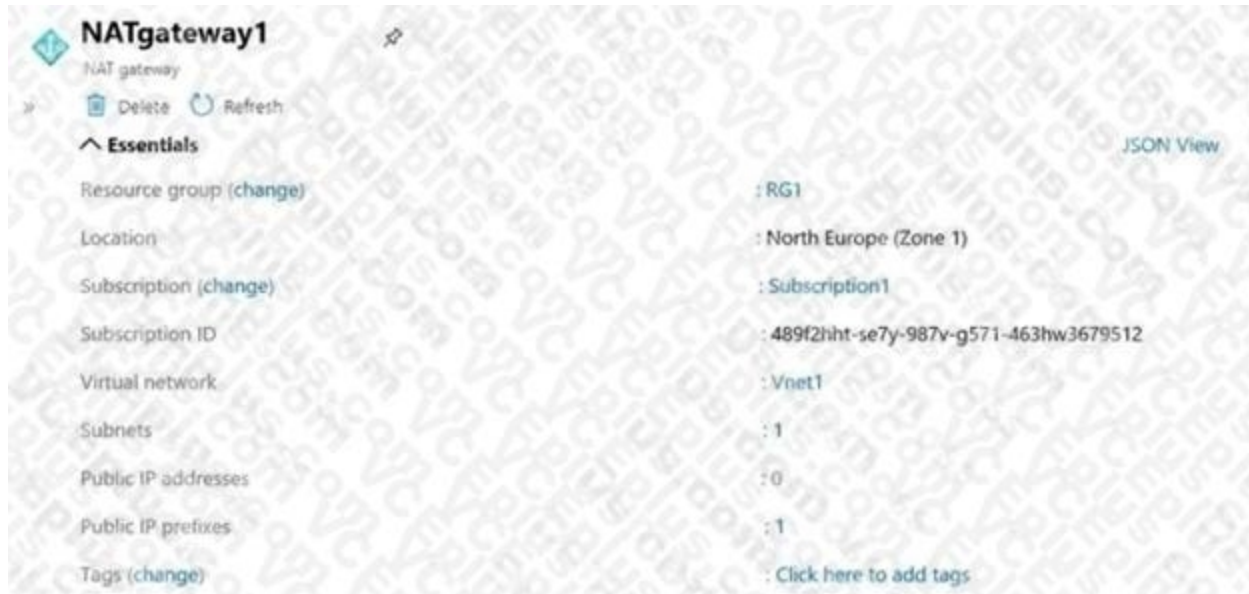 NATgateway1
NAT gateway
» Delete Refresh
Essentials JSON View
Resource group (change) : RG1
Location : North Europe (Zone 1)
Subscription (change) : Subscription1
Subscription ID : 489f2hht-se7y-987v-g571-463hw3679512
Virtual network : Vnet1
Subnets : 1
Public IP addresses : 0
Public IP prefixes : 1
Tags (change) : Click here to add tags